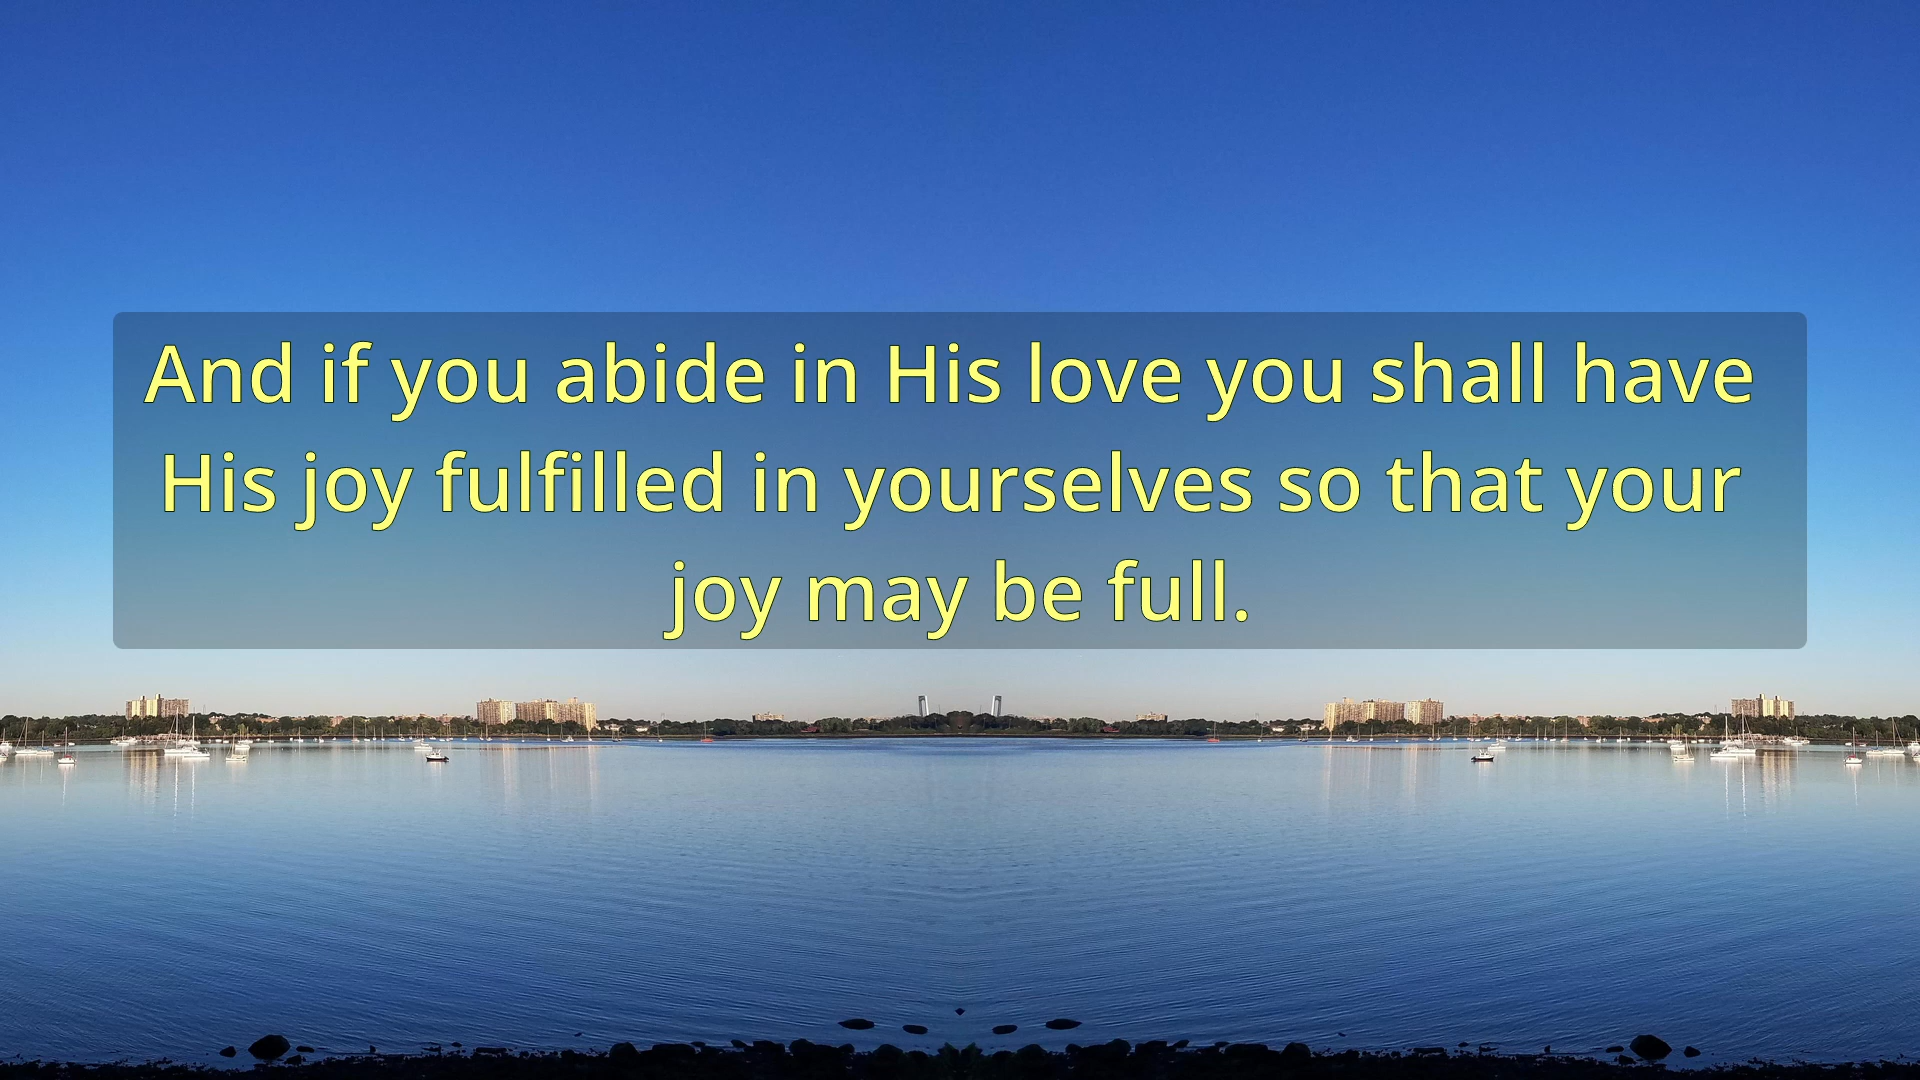 And if you abide in His love you shall have
His joy fulfilled in yourselves so that your
joy may be full.